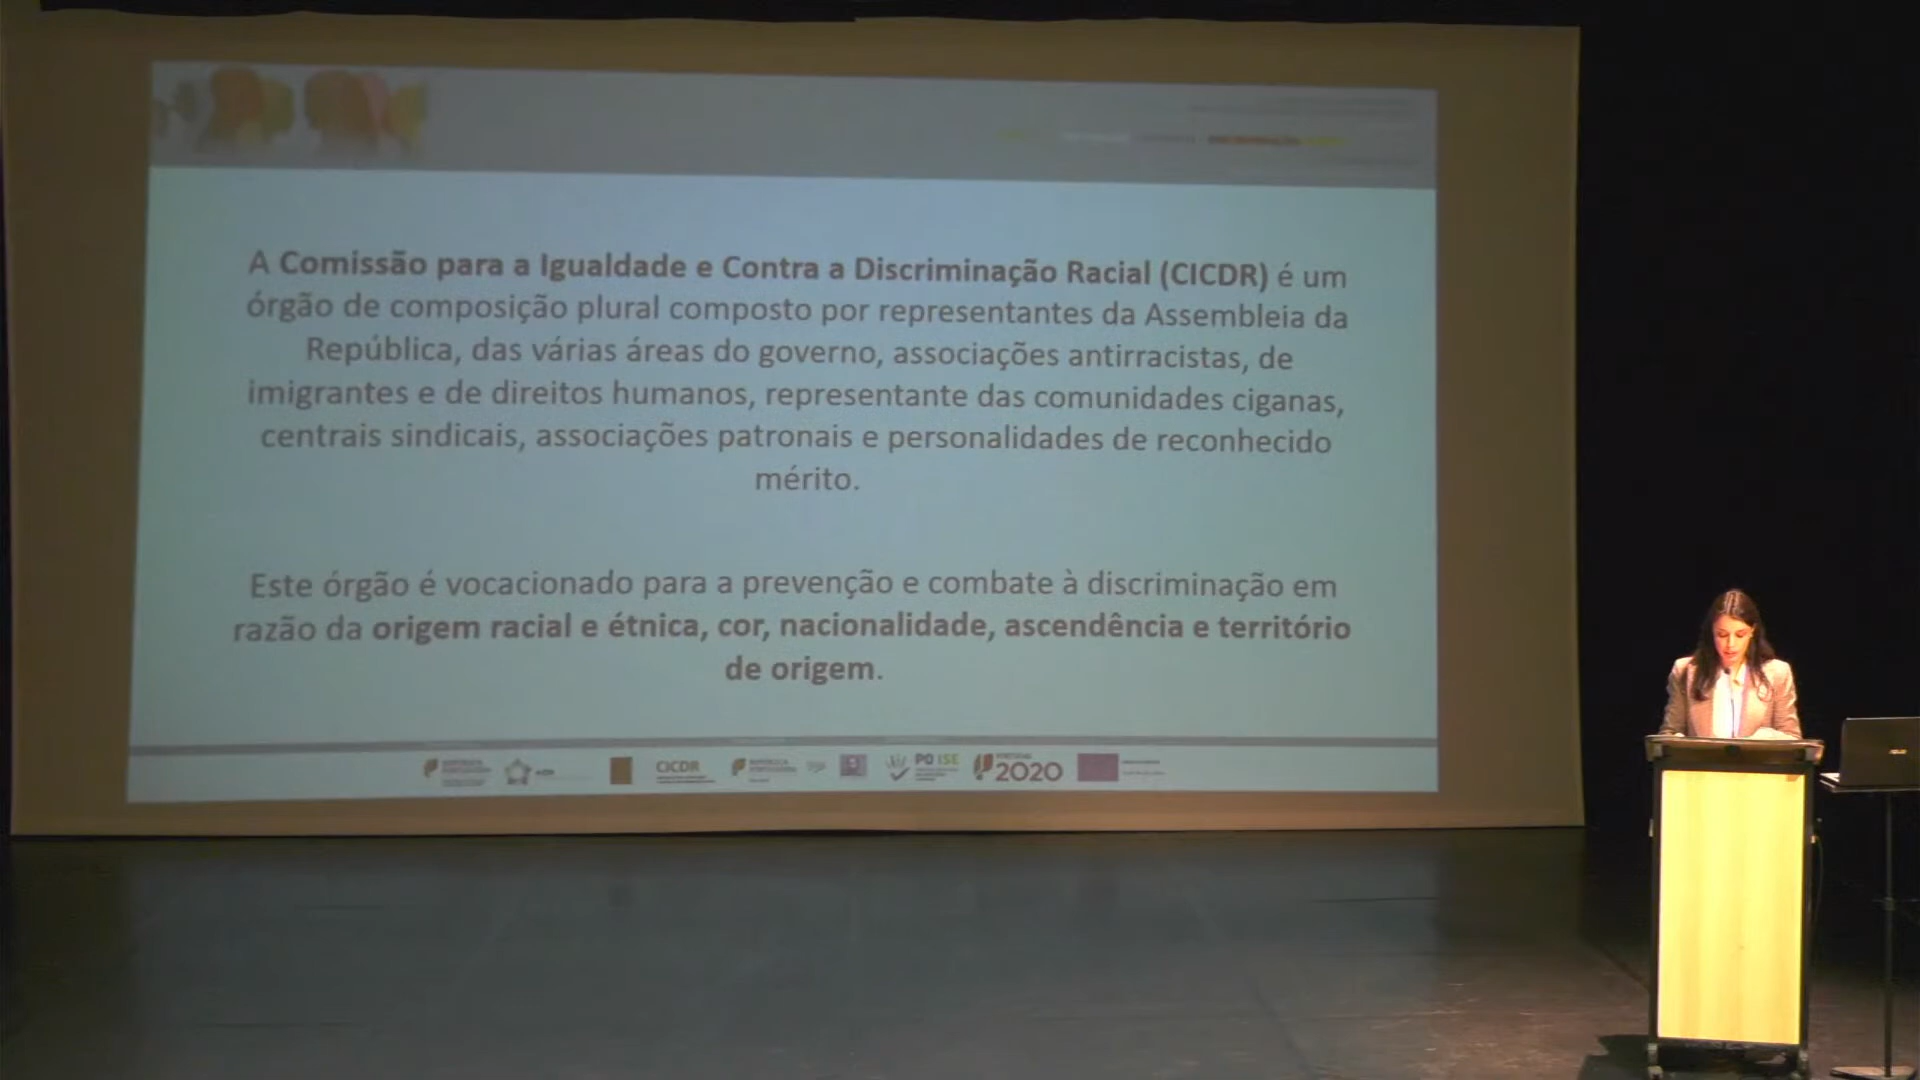 A Comissão para a Igualdade e Contra a Discriminação Racial (CICDR) é um
órgão de composição plural composto por representantes da Assembleia da
República, das várias áreas do governo, associações antirracistas, de
imigrantes e de direitos humanos, representante das comunidades ciganas,
centrais sindicais, associações patronais e personalidades de reconhecido
mérito.
Este órgão é vocacionado para a prevenção e combate à discriminação em
razão da origem racial e étnica, cor, nacionalidade, ascendência e território
de origem.
CICDR PO ISE 2020